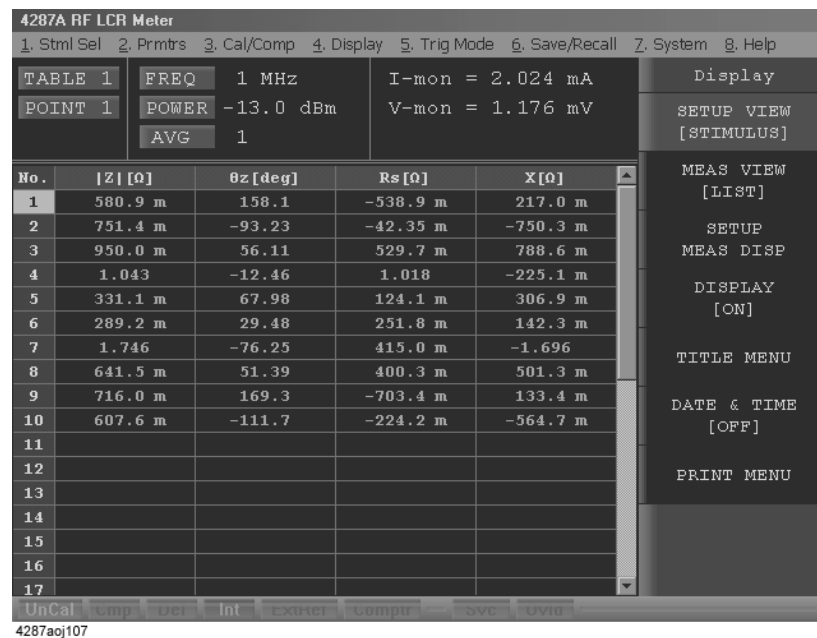 4287A RF LCR Meter
1. Stml Sel 2. Prmtrs 3. Cal/Comp 4. Display 5. Trig Mode 6. Save/Recall 7. System 8. Help
TABLE 1 FREQ 1 MHz I-mon = 2.024 mA
POINT 1 POWER -13.0 dBm V-mon = 1.176 mV
AVG 1
Display
SETUP VIEW
[STIMULUS]
MEAS VIEW
[LIST]
SETUP
MEAS DISP
DISPLAY
[ON]
TITLE MENU
DATE & TIME
[OFF]
PRINT MENU
No. |Z|[Ω] θz[deg] Rs[Ω] X[Ω]
1 580.9 m 158.1 -538.9 m 217.0 m
2 751.4 m -93.23 -42.35 m -750.3 m
3 950.0 m 56.11 529.7 m 788.6 m
4 1.043 -12.46 1.018 -225.1 m
5 331.1 m 67.98 124.1 m 306.9 m
6 289.2 m 29.48 251.8 m 142.3 m
7 1.746 -76.25 415.0 m -1.696
8 641.5 m 51.39 400.3 m 501.3 m
9 716.0 m 169.3 -703.4 m 133.4 m
10 607.6 m -111.7 -224.2 m -564.7 m
11
12
13
14
15
16
17
UnCal Cmp Del Int ExtRef Comptr Svc Ovld
4287aoj107